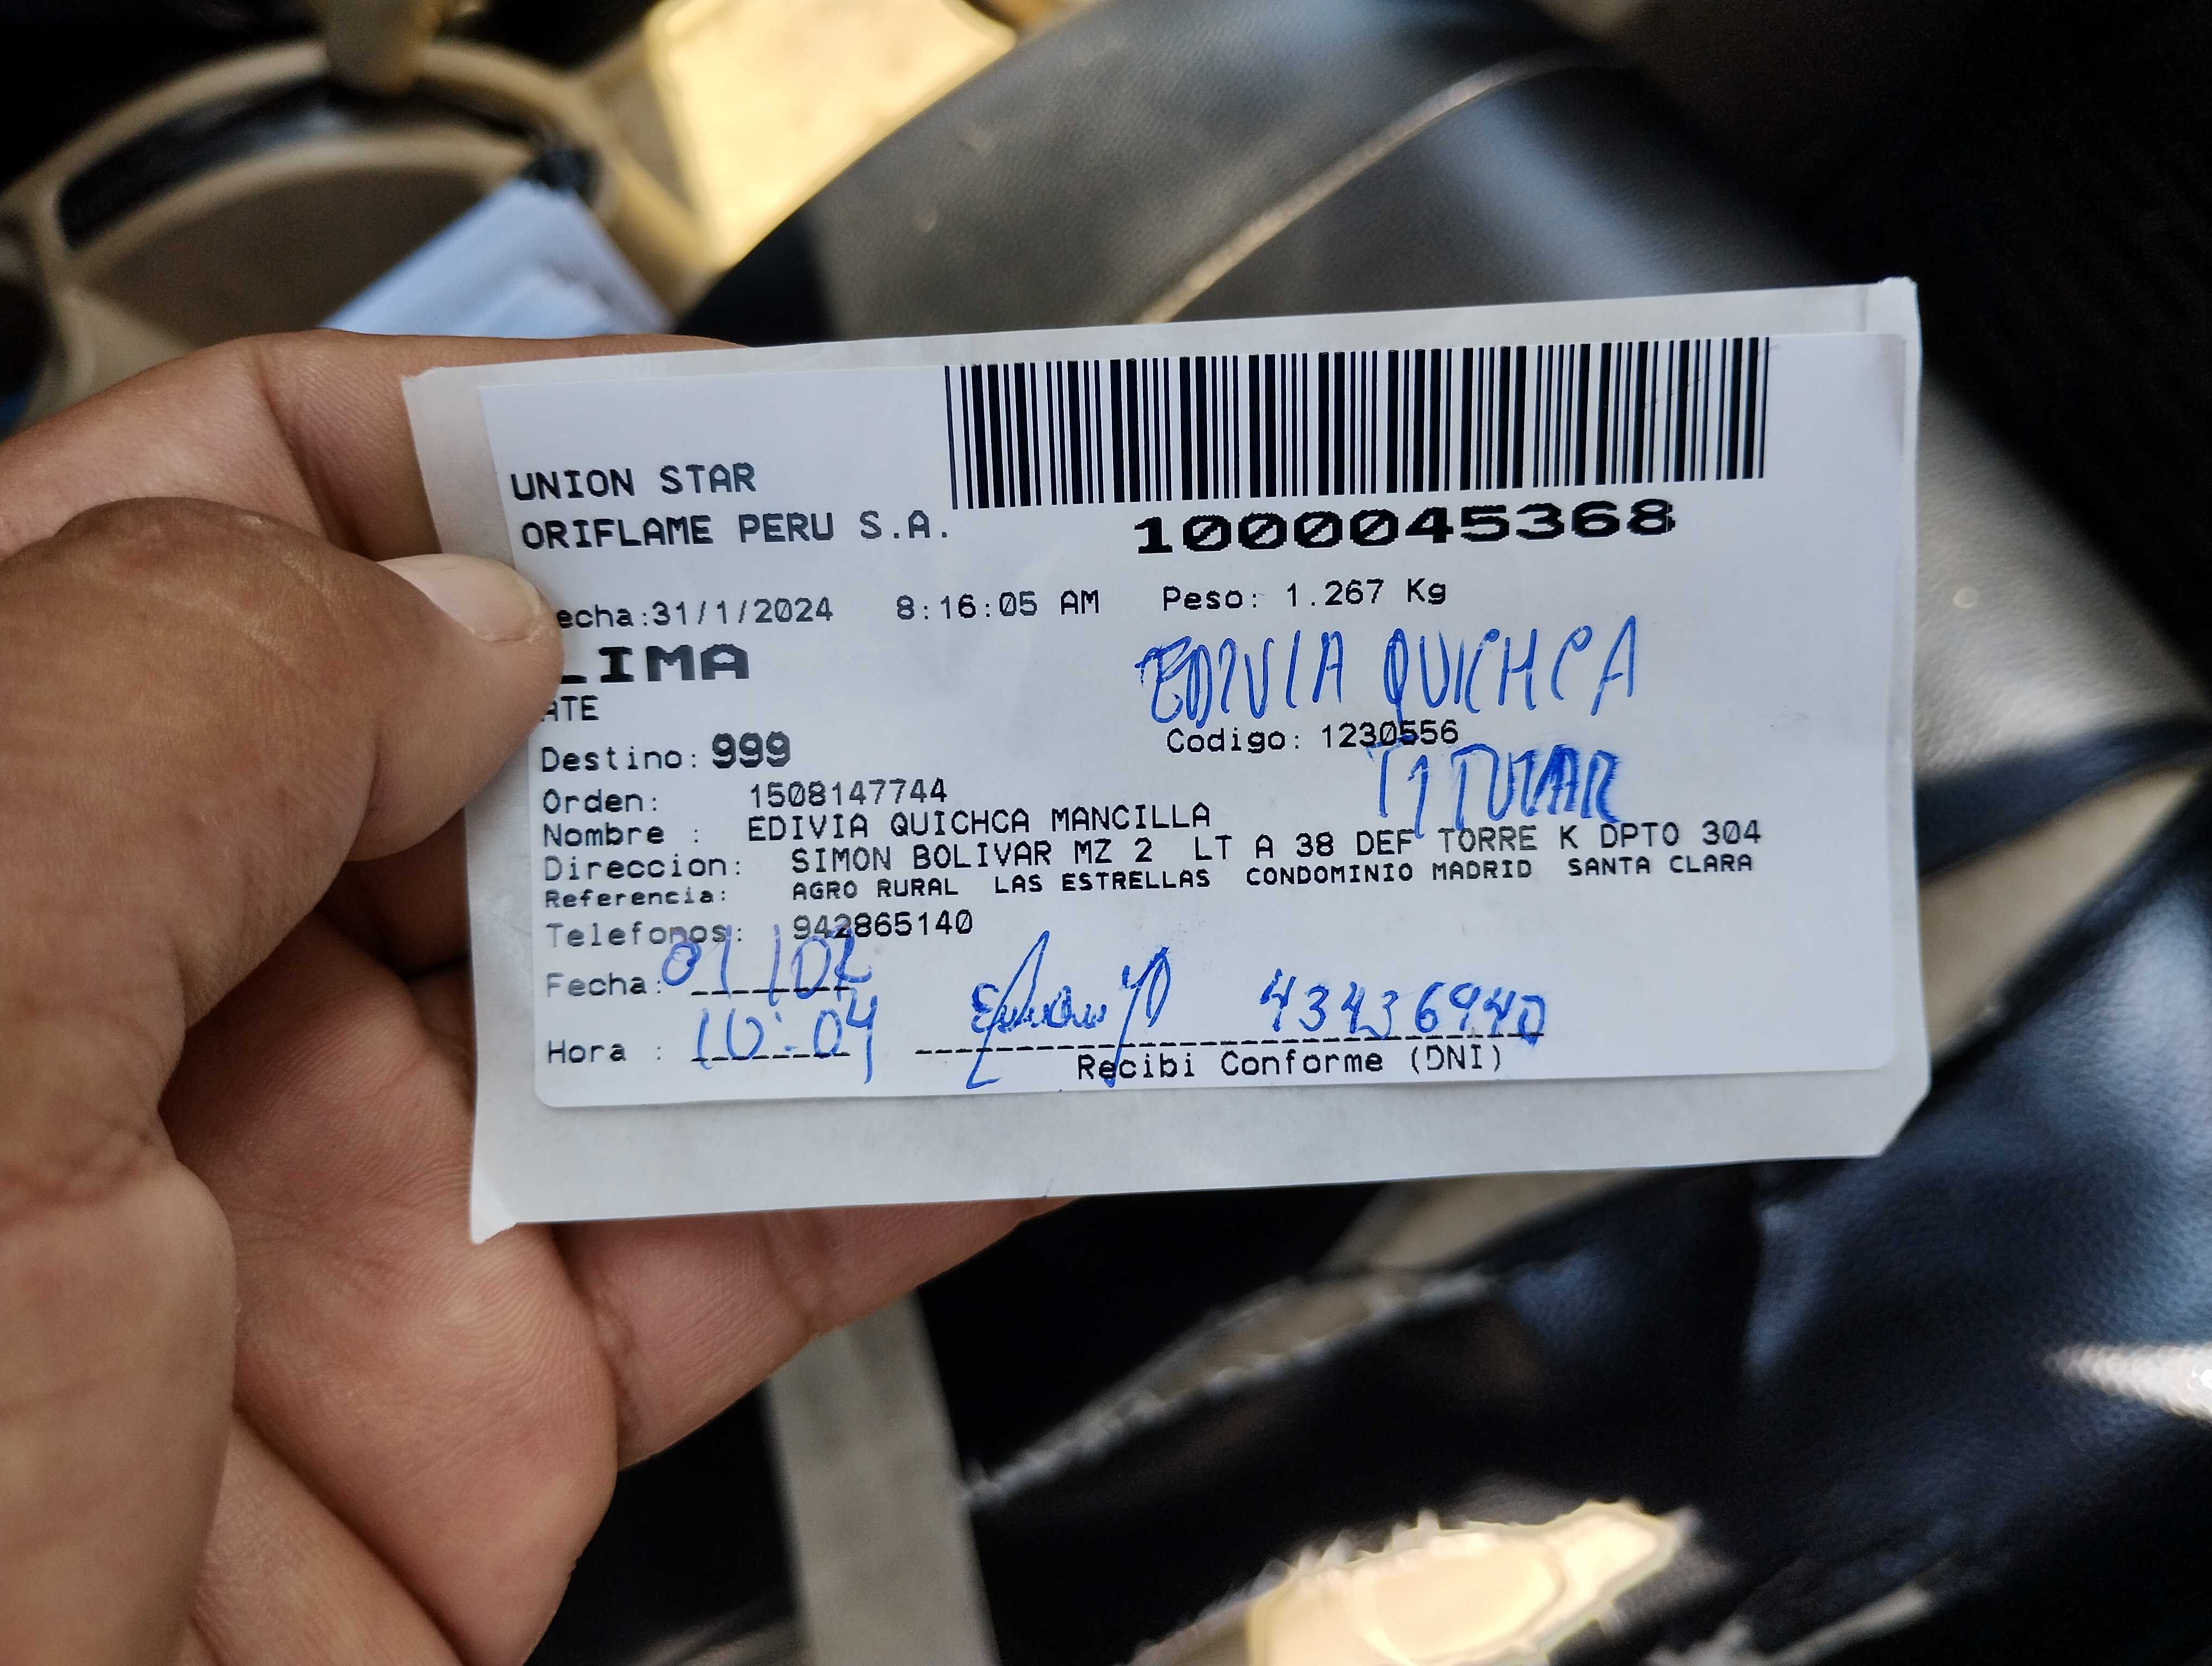 UNION STAR
ORIFLAME PERU S.A.
1000045368
echa:31/1/2024 8:16:05 AM Peso: 1.267 Kg
LIMA
ATE
EDIVIA QUICHCA
Destino: 999 Codigo: 1230556
TITULAR
Orden: 1508147744
Nombre : EDIVIA QUICHCA MANCILLA
Direccion: SIMON BOLIVAR MZ 2 LT A 38 DEF TORRE K DPTO 304
Referencia: AGRO RURAL LAS ESTRELLAS CONDOMINIO MADRID SANTA CLARA
Telefonos: 942865140
Fecha: 01/02
43436940
Hora : 10:04
Recibi Conforme (DNI)